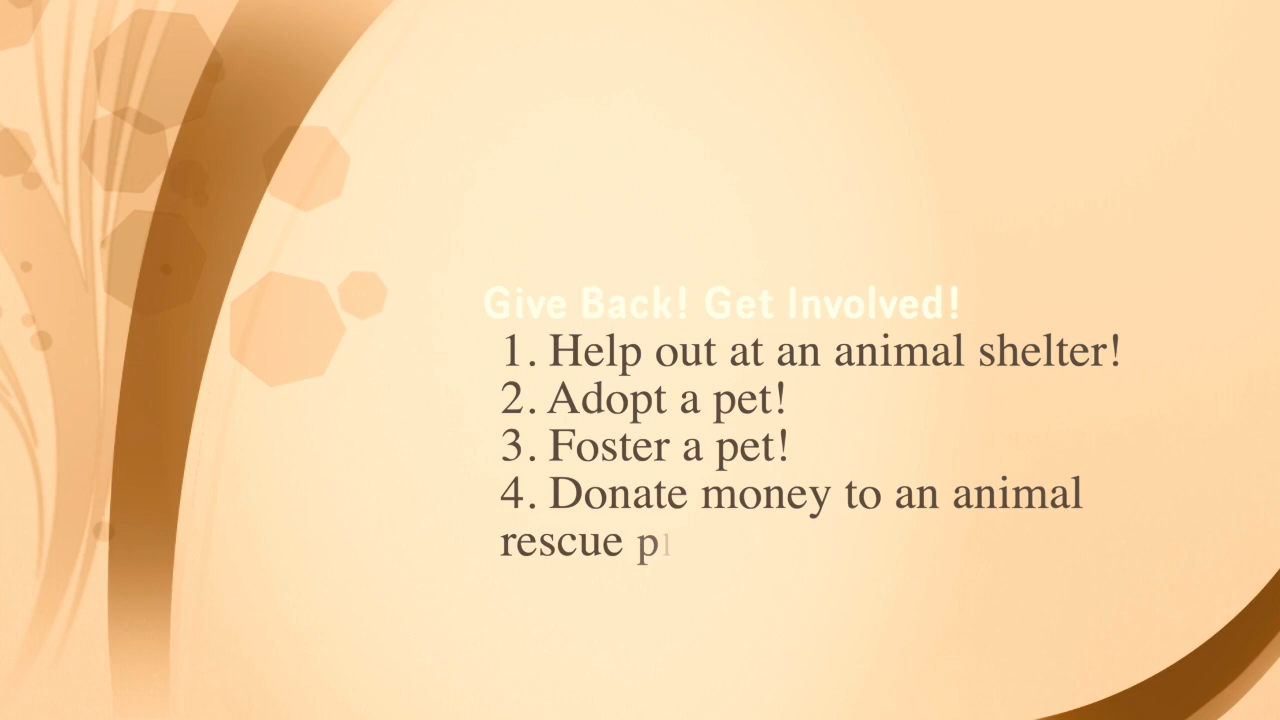 Give Back! Get Involved!
1. Help out at an animal shelter!
2. Adopt a pet!
3. Foster a pet!
4. Donate money to an animal
rescue